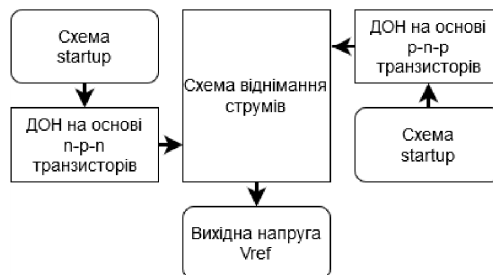 Схема
startup
ДОН на основі
n-p-n
транзисторів
Схема віднімання
струмів
ДОН на основі
p-n-p
транзисторів
Схема
startup
Вихідна напруга
Vref